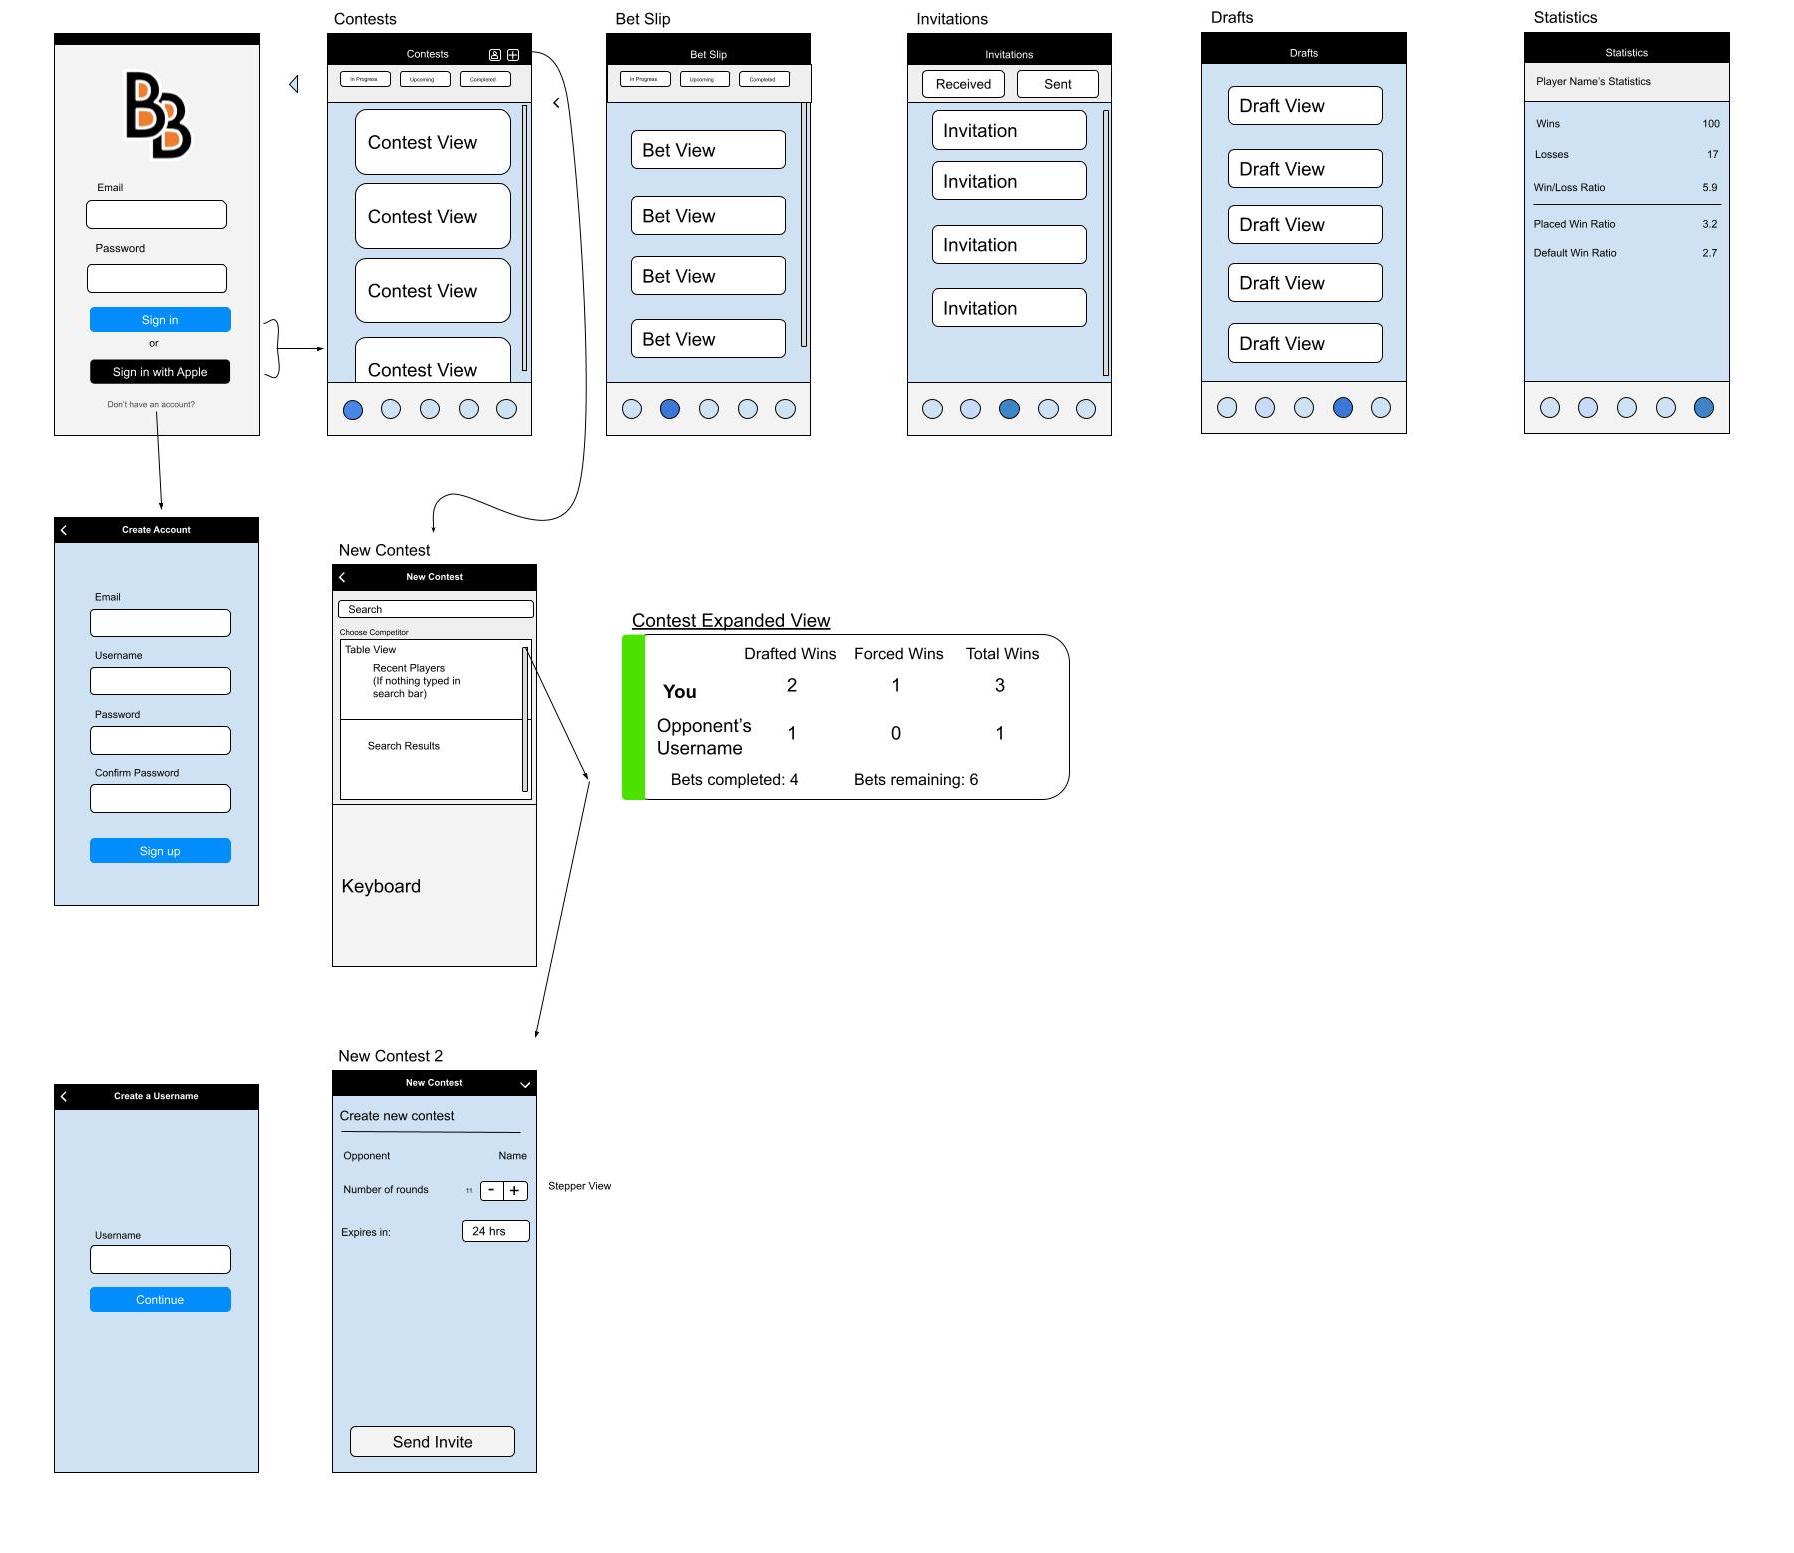 Contests
Bet Slip
Invitations
Drafts
Statistics
BB
Email
Password
Sign in
or
Sign in with Apple
Don't have an account?
Contests
In Progress
Upcoming
Completed
Contest View
Contest View
Contest View
Contest View
Bet Slip
In Progress
Upcoming
Completed
Bet View
Bet View
Bet View
Bet View
Invitations
Received
Sent
Invitation
Invitation
Invitation
Invitation
Drafts
Draft View
Draft View
Draft View
Draft View
Draft View
Statistics
Player Name's Statistics
Wins 100
Losses 17
Win/Loss Ratio 5.9
Placed Win Ratio 3.2
Default Win Ratio 2.7
Create Account
Email
Username
Password
Confirm Password
Sign up
New Contest
New Contest
Search
Choose Competitor
Table View
Recent Players
(If nothing typed in
search bar)
Search Results
Keyboard
Contest Expanded View
Drafted Wins Forced Wins Total Wins
You 2 1 3
Opponent's
Username 1 0 1
Bets completed: 4 Bets remaining: 6
Create a Username
Username
Continue
New Contest 2
New Contest
Create new contest
Opponent Name
Number of rounds 11 - +
Stepper View
Expires in: 24 hrs
Send Invite